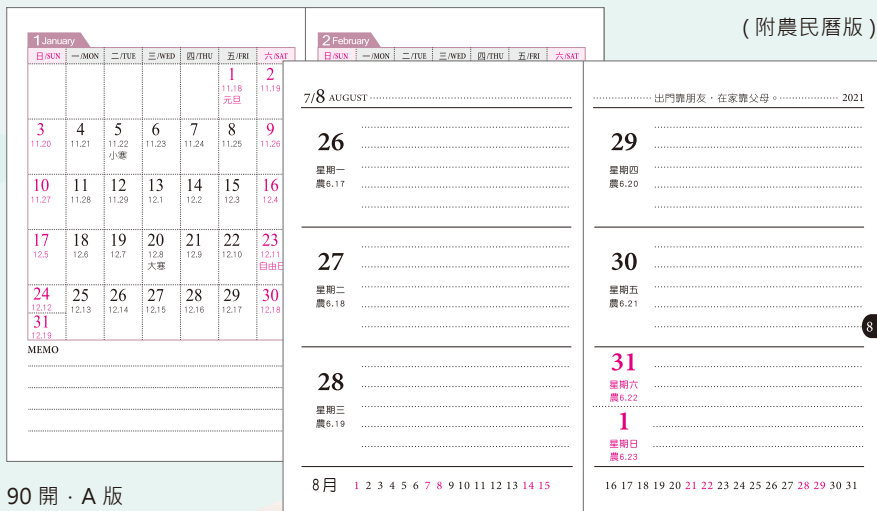 ( 附農民曆版 )
1 January
日/SUN 一/MON 二/TUE 三/WED 四/THU 五/FRI 六/SAT
1 2
11.18 11.19
元旦
3 4 5 6 7 8 9
11.20 11.21 11.22 11.23 11.24 11.25 11.26
小寒
10 11 12 13 14 15 16
11.27 11.28 11.29 12.1 12.2 12.3 12.4
17 18 19 20 21 22 23
12.5 12.6 12.7 12.8 12.9 12.10 12.11
大寒 自由日
24 25 26 27 28 29 30
12.12 12.13 12.14 12.15 12.16 12.17 12.18
31
12.19
MEMO
2 February
日/SUN 一/MON 二/TUE 三/WED 四/THU 五/FRI 六/SAT
7/8 AUGUST
26
星期一
農6.17
27
星期二
農6.18
28
星期三
農6.19
8月 1 2 3 4 5 6 7 8 9 10 11 12 13 14 15
出門靠朋友，在家靠父母。 2021
29
星期四
農6.20
30
星期五
農6.21
8
31
星期六
農6.22
1
星期日
農6.23
16 17 18 19 20 21 22 23 24 25 26 27 28 29 30 31
90 開 · A 版